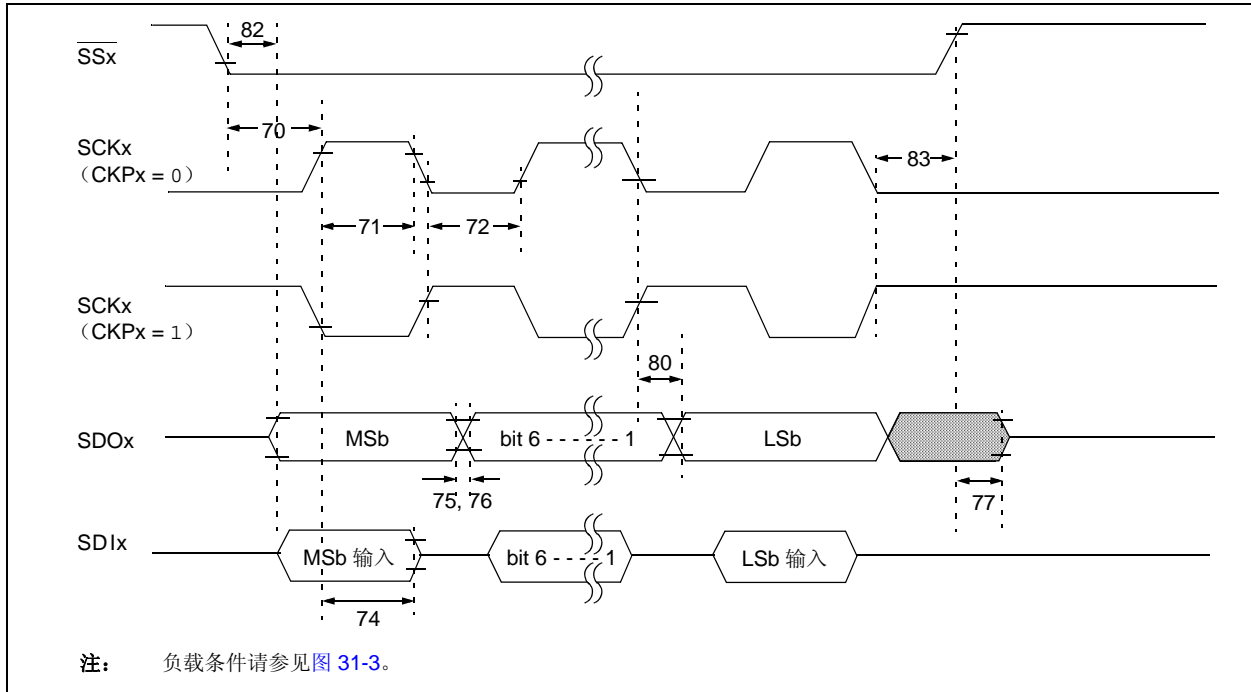 82
SSx
70
SCKx
(CKPx = 0)
83
71
72
SCKx
(CKPx = 1)
80
SDOx
MSb
bit 6 - - - - - - 1
LSb
75, 76
77
SDIx
MSb 输入
bit 6 - - - - 1
LSb 输入
74
注: 负载条件请参见图 31-3。